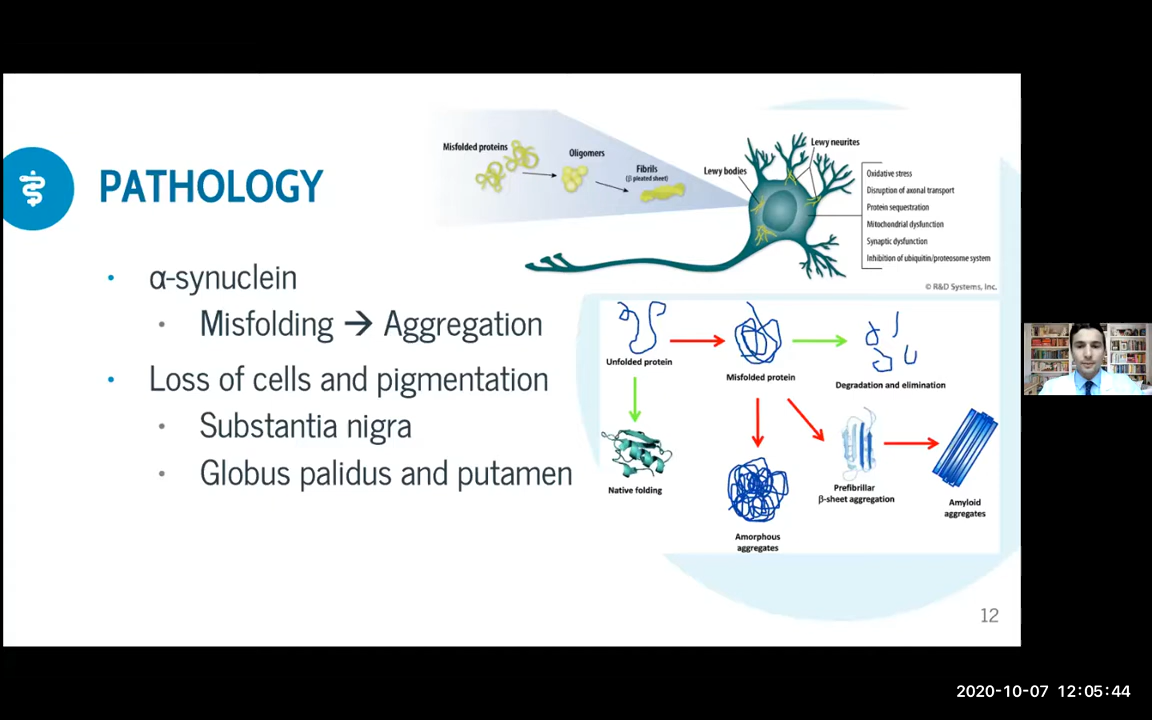 PATHOLOGY
• α-synuclein
• Misfolding → Aggregation
• Loss of cells and pigmentation
• Substantia nigra
• Globus palidus and putamen
Misfolded proteins
Oligomers
Fibrils
(β pleated sheet)
Lewy bodies
Lewy neurites
Oxidative stress
Disruption of axonal transport
Protein sequestration
Mitochondrial dysfunction
Synaptic dysfunction
Inhibition of ubiquitin/proteosome system
© R&D Systems, Inc.
Unfolded protein
Misfolded protein
Degradation and elimination
Native folding
Prefibrillar
β-sheet aggregation
Amyloid
aggregates
Amorphous
aggregates
12
2020-10-07 12:05:44